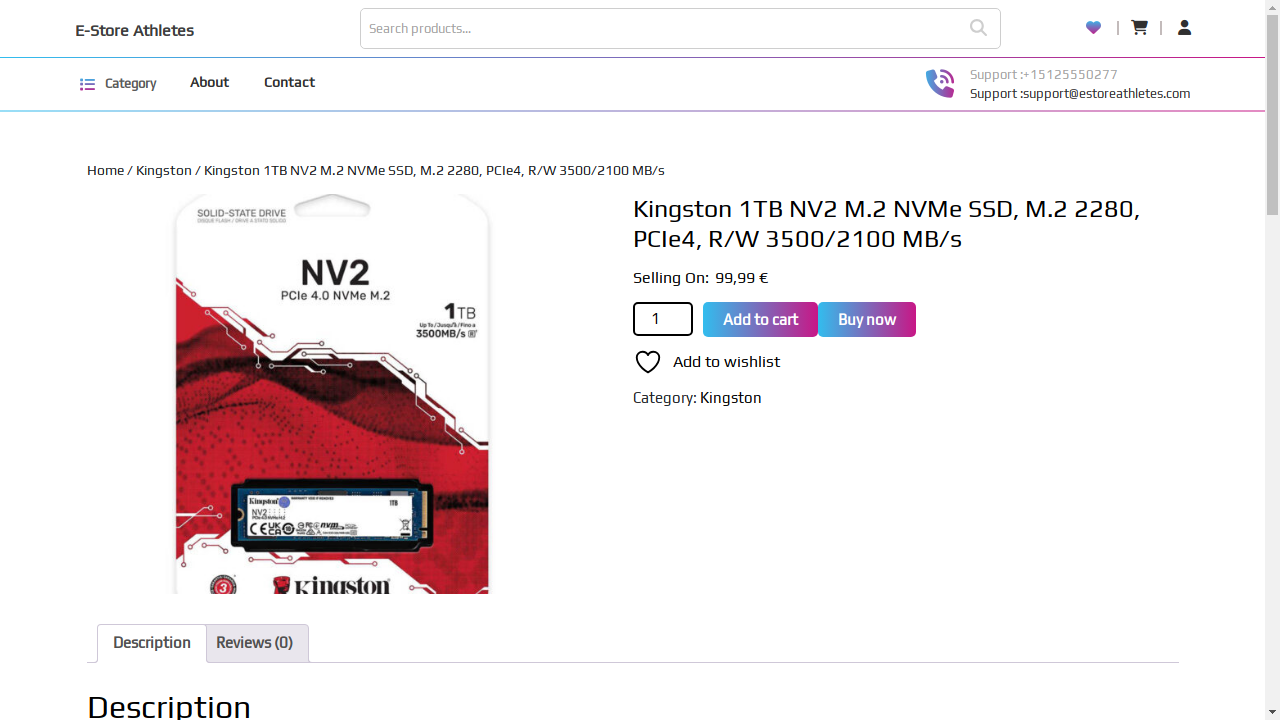 E-Store Athletes
Search products...
Category
About
Contact
Support :+15125550277
Support :support@estoreathletes.com
Home / Kingston / Kingston 1TB NV2 M.2 NVMe SSD, M.2 2280, PCIe4, R/W 3500/2100 MB/s
SOLID-STATE DRIVE
NV2
PCIe 4.0 NVMe M.2
1TB
3500MB/s
Kingston
NV2
1TB
Kingston
Kingston 1TB NV2 M.2 NVMe SSD, M.2 2280,
PCIe4, R/W 3500/2100 MB/s
Selling On: 99,99 €
1
Add to cart
Buy now
Add to wishlist
Category: Kingston
Description
Reviews (0)
Description